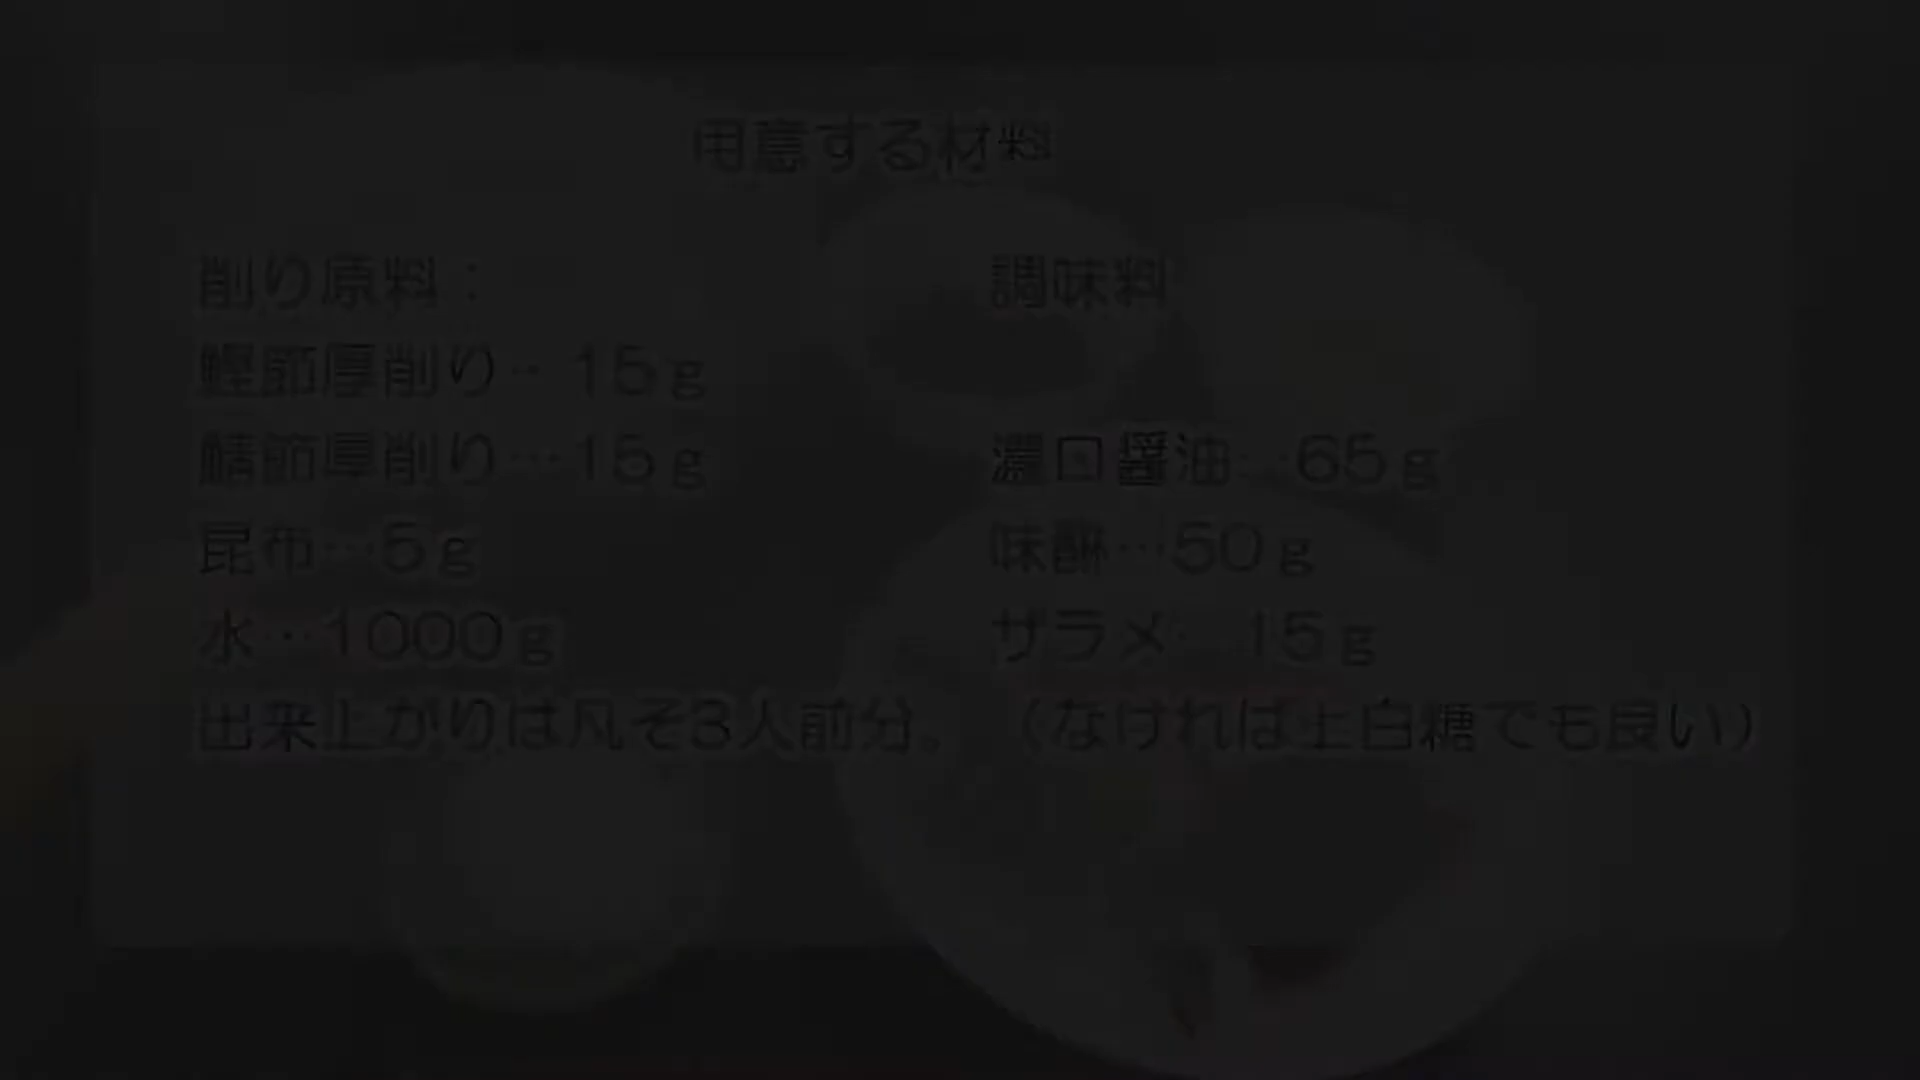 用意する材料
削り原料：
鰹節厚削り…15g
鯖節厚削り…15g
昆布…5g
水…1000g
出来上がりは凡そ3人前分。
調味料
濃口醤油…65g
味醂…50g
ザラメ…15g
（なければ上白糖でも良い）